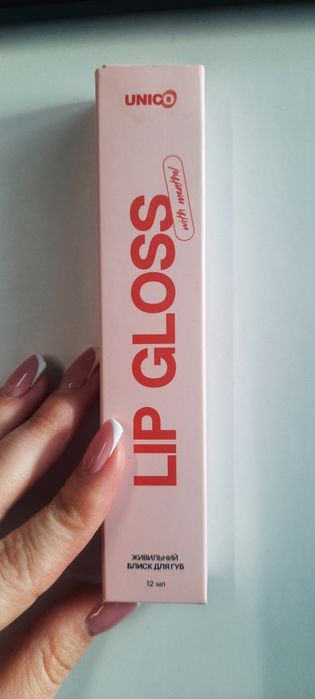 UNICO
with menthol
LIP GLOSS
ЖИВИЛЬНИЙ
БЛИСК ДЛЯ ГУБ
12 мл